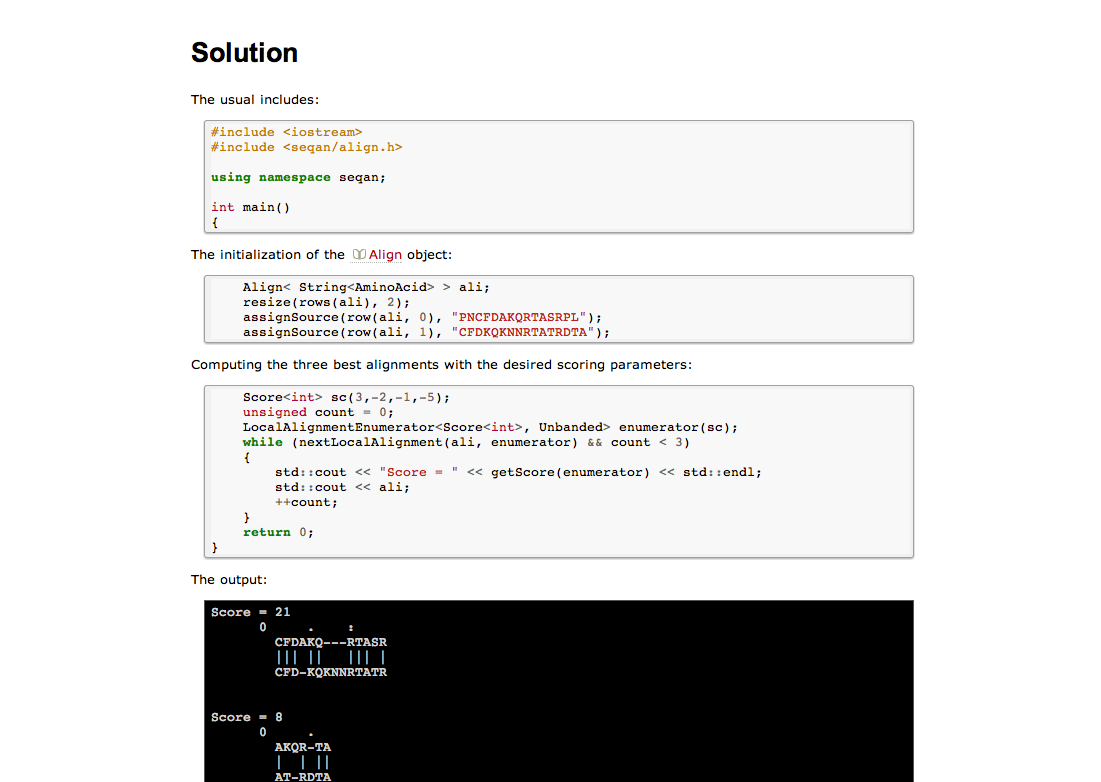 Solution
The usual includes:
#include <iostream>
#include <seqan/align.h>
using namespace seqan;
int main()
{
The initialization of the Align object:
    Align< String<AminoAcid> > ali;
    resize(rows(ali), 2);
    assignSource(row(ali, 0), "PNCFDAKQRTASRPL");
    assignSource(row(ali, 1), "CFDKQKNNRTATRDTA");
Computing the three best alignments with the desired scoring parameters:
    Score<int> sc(3,-2,-1,-5);
    unsigned count = 0;
    LocalAlignmentEnumerator<Score<int>, Unbanded> enumerator(sc);
    while (nextLocalAlignment(ali, enumerator) && count < 3)
    {
        std::cout << "Score = " << getScore(enumerator) << std::endl;
        std::cout << ali;
        ++count;
    }
    return 0;
}
The output:
Score = 21
      0     .    :
        CFDAKQ---RTASR
        ||| ||   ||| |
        CFD-KQKNNRTATR
Score = 8
      0     .
        AKQR-TA
        |  | ||
        AT-RDTA